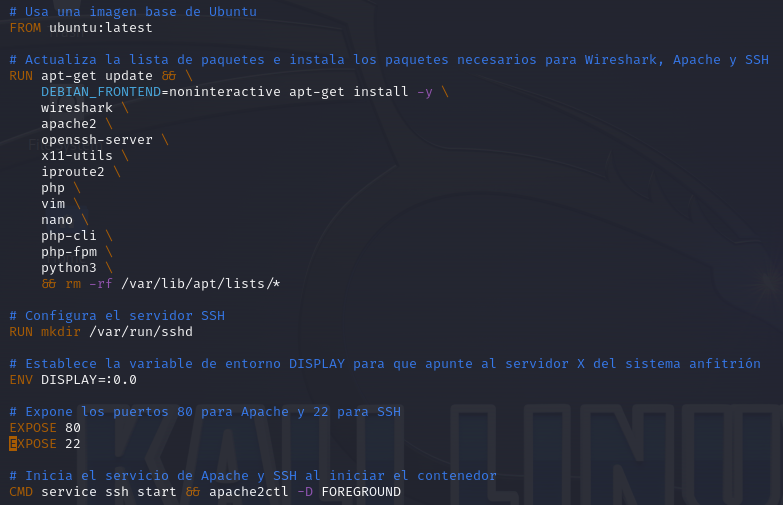 # Usa una imagen base de Ubuntu
FROM ubuntu:latest

# Actualiza la lista de paquetes e instala los paquetes necesarios para Wireshark, Apache y SSH
RUN apt-get update && \
    DEBIAN_FRONTEND=noninteractive apt-get install -y \
    wireshark \
    apache2 \
    openssh-server \
    x11-utils \
    iproute2 \
    php \
    vim \
    nano \
    php-cli \
    php-fpm \
    python3 \
    && rm -rf /var/lib/apt/lists/*

# Configura el servidor SSH
RUN mkdir /var/run/sshd

# Establece la variable de entorno DISPLAY para que apunte al servidor X del sistema anfitrión
ENV DISPLAY=:0.0

# Expone los puertos 80 para Apache y 22 para SSH
EXPOSE 80
EXPOSE 22

# Inicia el servicio de Apache y SSH al iniciar el contenedor
CMD service ssh start && apache2ctl -D FOREGROUND
KALI LINU